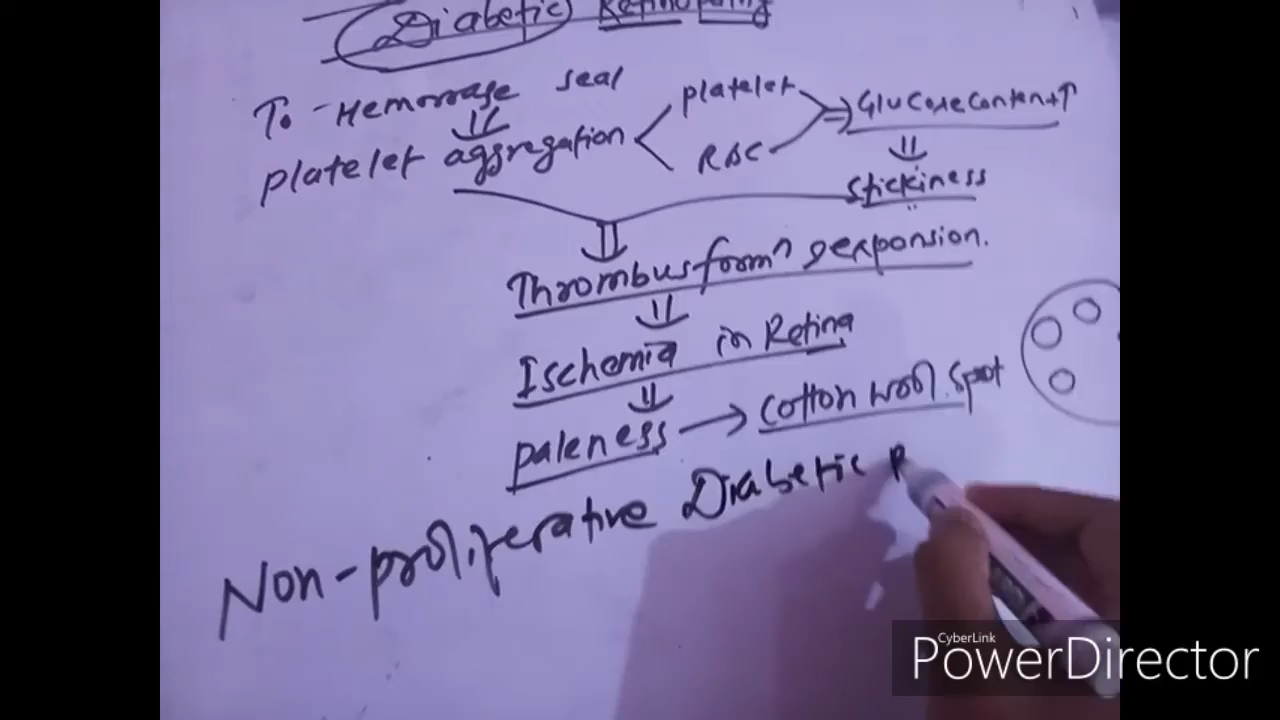 Diabetic Retinopathy
To - Hemorrage seal
platelet
Glucose content ↑
platelet aggregation
RBC
stickiness
Thrombus formn & expansion.
Ischemia in Retina
paleness → cotton wool spot
Non-proliferative Diabetic R
CyberLink
PowerDirector